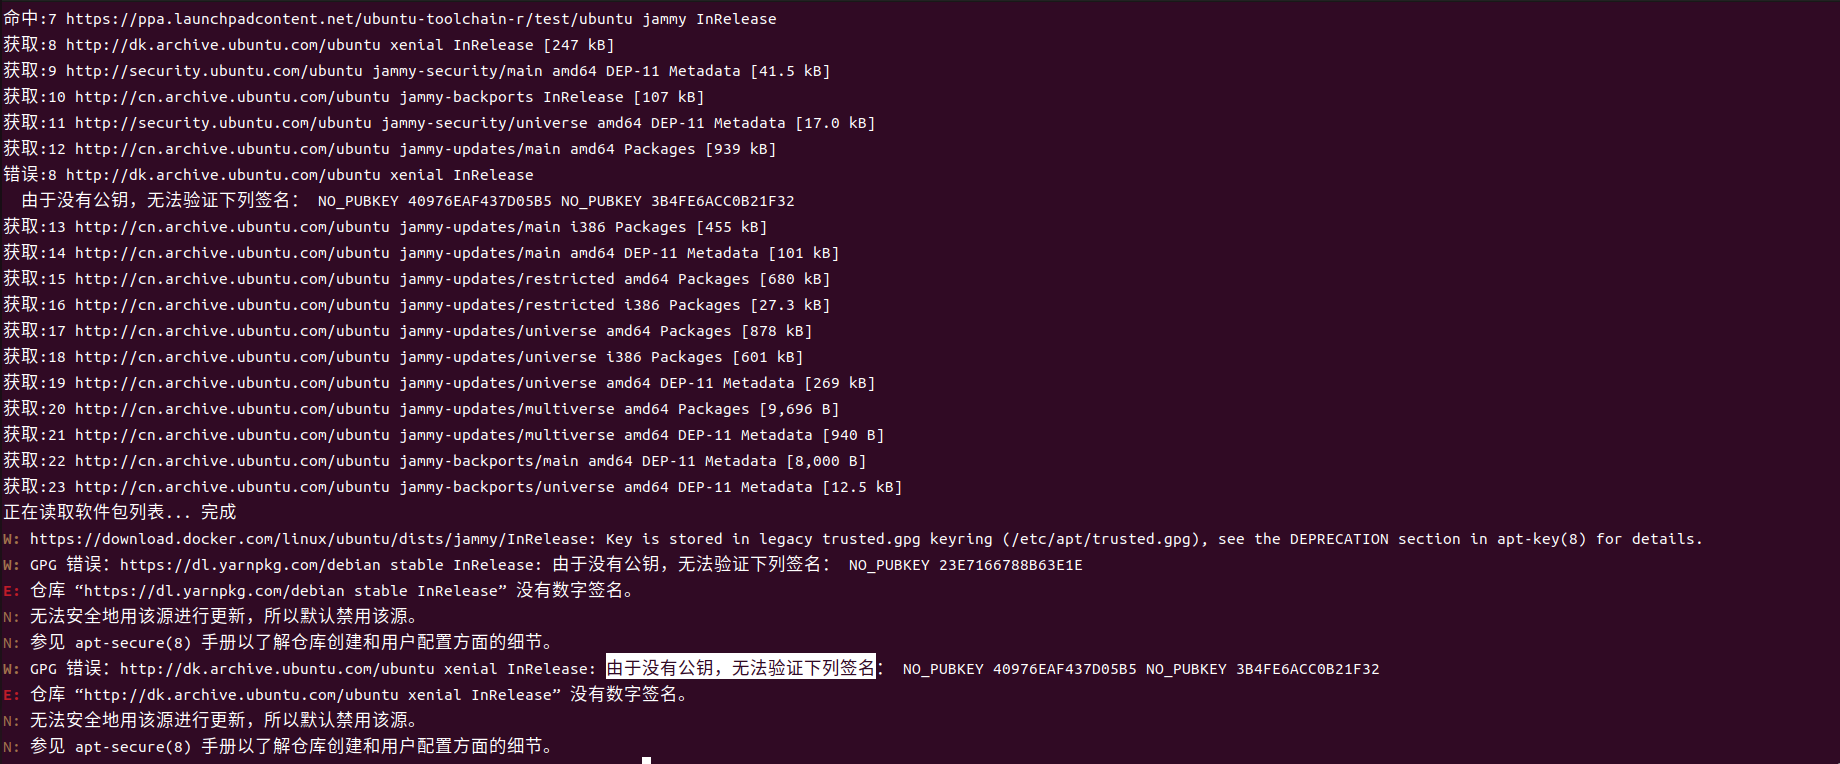 命中:7 https://ppa.launchpadcontent.net/ubuntu-toolchain-r/test/ubuntu jammy InRelease
获取:8 http://dk.archive.ubuntu.com/ubuntu xenial InRelease [247 kB]
获取:9 http://security.ubuntu.com/ubuntu jammy-security/main amd64 DEP-11 Metadata [41.5 kB]
获取:10 http://cn.archive.ubuntu.com/ubuntu jammy-backports InRelease [107 kB]
获取:11 http://security.ubuntu.com/ubuntu jammy-security/universe amd64 DEP-11 Metadata [17.0 kB]
获取:12 http://cn.archive.ubuntu.com/ubuntu jammy-updates/main amd64 Packages [939 kB]
错误:8 http://dk.archive.ubuntu.com/ubuntu xenial InRelease
由于没有公钥，无法验证下列签名： NO_PUBKEY 40976EAF437D05B5 NO_PUBKEY 3B4FE6ACC0B21F32
获取:13 http://cn.archive.ubuntu.com/ubuntu jammy-updates/main i386 Packages [455 kB]
获取:14 http://cn.archive.ubuntu.com/ubuntu jammy-updates/main amd64 DEP-11 Metadata [101 kB]
获取:15 http://cn.archive.ubuntu.com/ubuntu jammy-updates/restricted amd64 Packages [680 kB]
获取:16 http://cn.archive.ubuntu.com/ubuntu jammy-updates/restricted i386 Packages [27.3 kB]
获取:17 http://cn.archive.ubuntu.com/ubuntu jammy-updates/universe amd64 Packages [878 kB]
获取:18 http://cn.archive.ubuntu.com/ubuntu jammy-updates/universe i386 Packages [601 kB]
获取:19 http://cn.archive.ubuntu.com/ubuntu jammy-updates/universe amd64 DEP-11 Metadata [269 kB]
获取:20 http://cn.archive.ubuntu.com/ubuntu jammy-updates/multiverse amd64 Packages [9,696 B]
获取:21 http://cn.archive.ubuntu.com/ubuntu jammy-updates/multiverse amd64 DEP-11 Metadata [940 B]
获取:22 http://cn.archive.ubuntu.com/ubuntu jammy-backports/main amd64 DEP-11 Metadata [8,000 B]
获取:23 http://cn.archive.ubuntu.com/ubuntu jammy-backports/universe amd64 DEP-11 Metadata [12.5 kB]
正在读取软件包列表... 完成
W: https://download.docker.com/linux/ubuntu/dists/jammy/InRelease: Key is stored in legacy trusted.gpg keyring (/etc/apt/trusted.gpg), see the DEPRECATION section in apt-key(8) for details.
W: GPG 错误：https://dl.yarnpkg.com/debian stable InRelease: 由于没有公钥，无法验证下列签名： NO_PUBKEY 23E7166788B63E1E
E: 仓库 “https://dl.yarnpkg.com/debian stable InRelease” 没有数字签名。
N: 无法安全地用该源进行更新，所以默认禁用该源。
N: 参见 apt-secure(8) 手册以了解仓库创建和用户配置方面的细节。
W: GPG 错误：http://dk.archive.ubuntu.com/ubuntu xenial InRelease: 由于没有公钥，无法验证下列签名： NO_PUBKEY 40976EAF437D05B5 NO_PUBKEY 3B4FE6ACC0B21F32
E: 仓库 “http://dk.archive.ubuntu.com/ubuntu xenial InRelease” 没有数字签名。
N: 无法安全地用该源进行更新，所以默认禁用该源。
N: 参见 apt-secure(8) 手册以了解仓库创建和用户配置方面的细节。